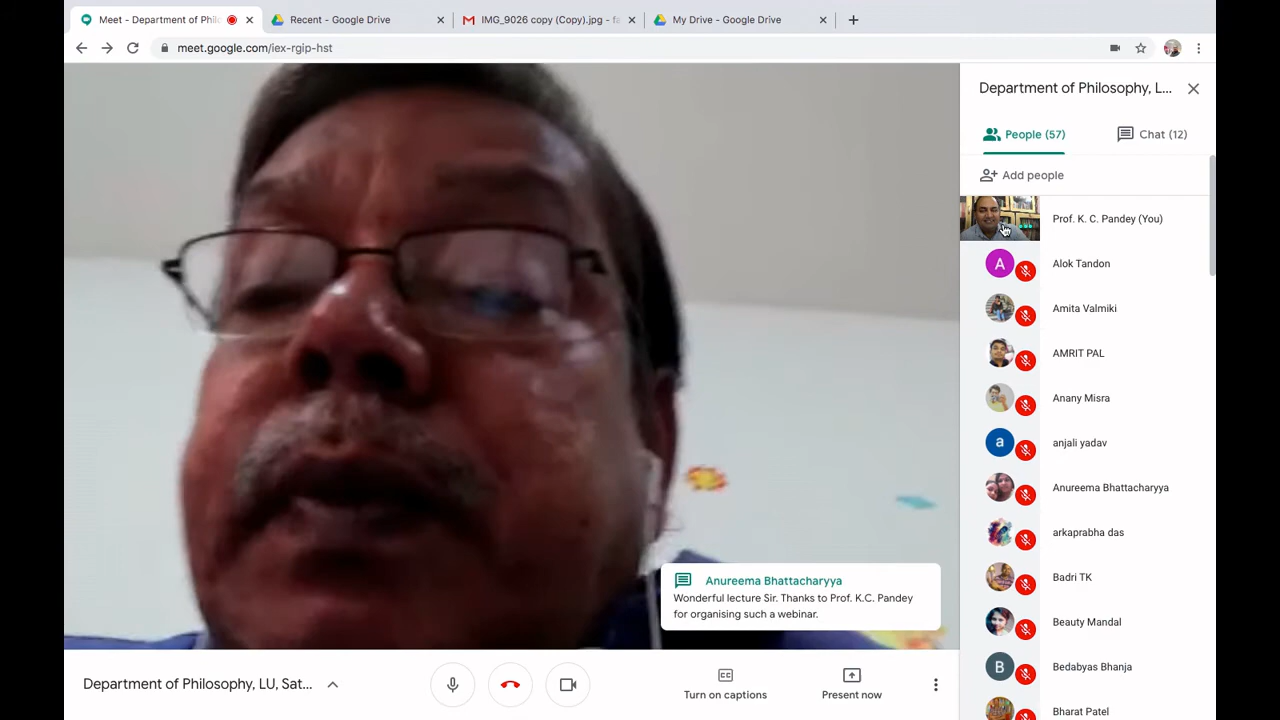 Meet - Department of Philo
Recent - Google Drive
IMG_9026 copy (Copy).jpg - fa
My Drive - Google Drive
meet.google.com/iex-rgip-hst
Department of Philosophy, L...
People (57)
Chat (12)
Add people
Prof. K. C. Pandey (You)
A
Alok Tandon
Amita Valmiki
AMRIT PAL
Anany Misra
a
anjali yadav
Anureema Bhattacharyya
arkaprabha das
Badri TK
Beauty Mandal
B
Bedabyas Bhanja
Bharat Patel
Anureema Bhattacharyya
Wonderful lecture Sir. Thanks to Prof. K.C. Pandey
for organising such a webinar.
Department of Philosophy, LU, Sat...
CC
Turn on captions
Present now